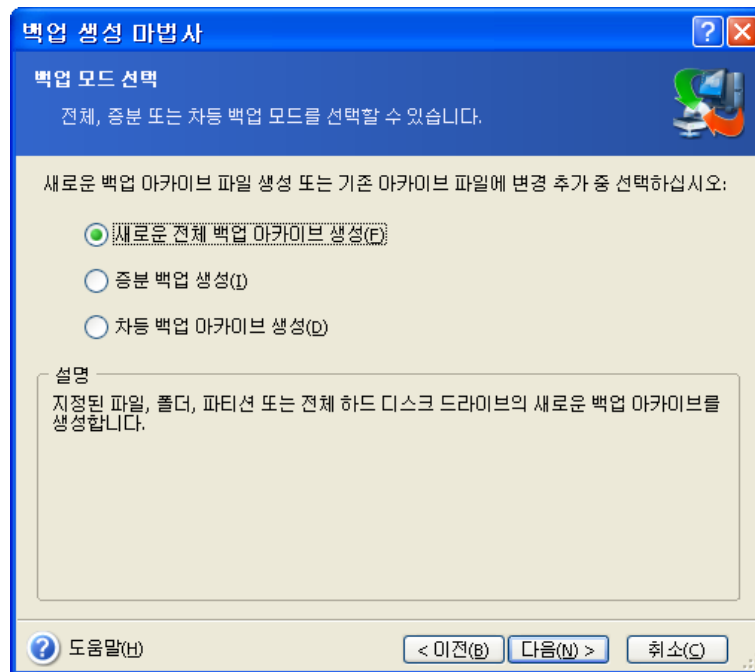 백업 생성 마법사
백업 모드 선택
전체, 증분 또는 차등 백업 모드를 선택할 수 있습니다.
새로운 백업 아카이브 파일 생성 또는 기존 아카이브 파일에 변경 추가 중 선택하십시오:
새로운 전체 백업 아카이브 생성(F)
증분 백업 생성(I)
차등 백업 아카이브 생성(D)
설명
지정된 파일, 폴더, 파티션 또는 전체 하드 디스크 드라이브의 새로운 백업 아카이브를
생성합니다.
도움말(H)
< 이전(B)
다음(N) >
취소(C)